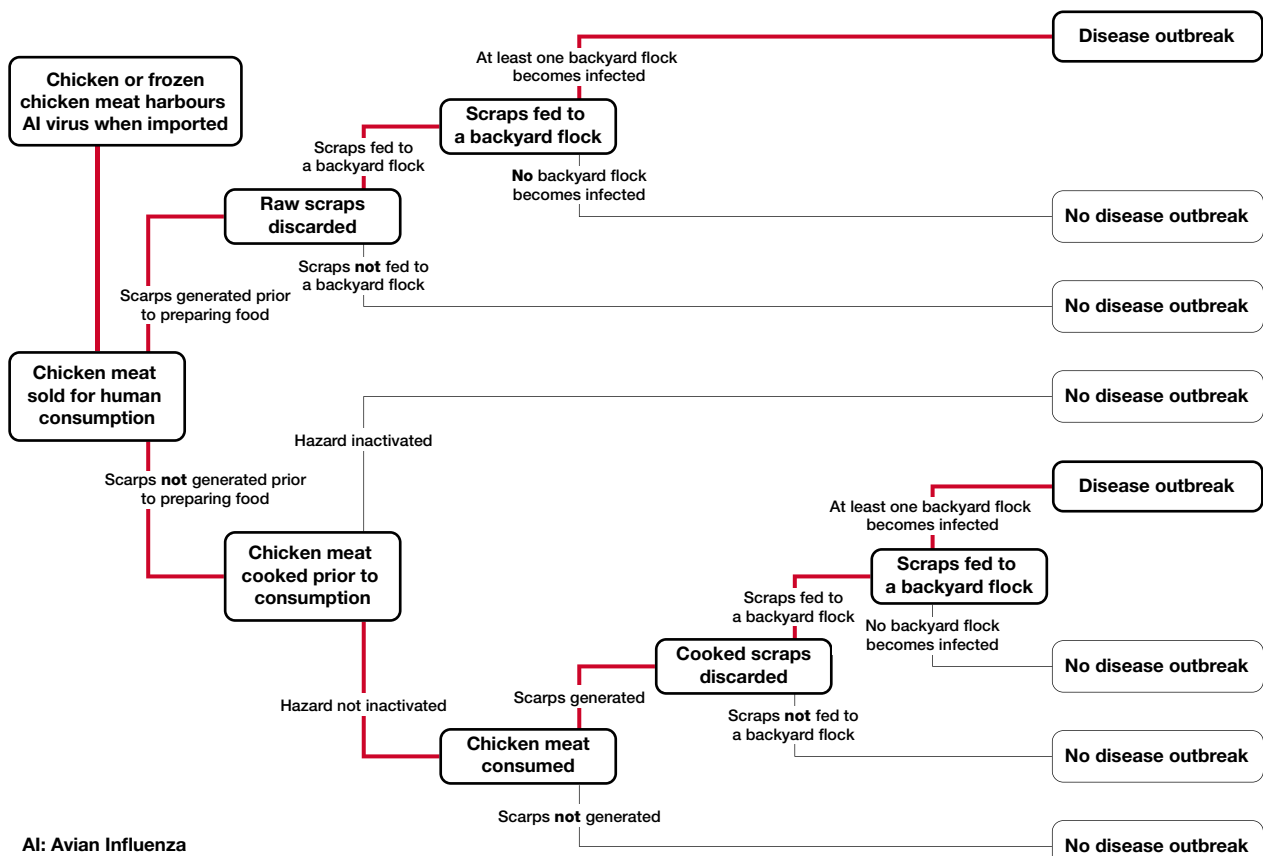 Disease outbreak
At least one backyard flock
becomes infected
Chicken or frozen
chicken meat harbours
AI virus when imported
Scraps fed to
a backyard flock
Scraps fed to
a backyard flock
No backyard flock
becomes infected
Raw scraps
discarded
No disease outbreak
Scraps not fed to
a backyard flock
Scarps generated prior
to preparing food
No disease outbreak
Chicken meat
sold for human
consumption
No disease outbreak
Hazard inactivated
Scarps not generated prior
to preparing food
Disease outbreak
At least one backyard flock
becomes infected
Chicken meat
cooked prior to
consumption
Scraps fed to
a backyard flock
Scraps fed to
a backyard flock
No backyard flock
becomes infected
Cooked scraps
discarded
No disease outbreak
Scarps generated
Hazard not inactivated
Scraps not fed to
a backyard flock
Chicken meat
consumed
No disease outbreak
Scarps not generated
AI: Avian Influenza
No disease outbreak